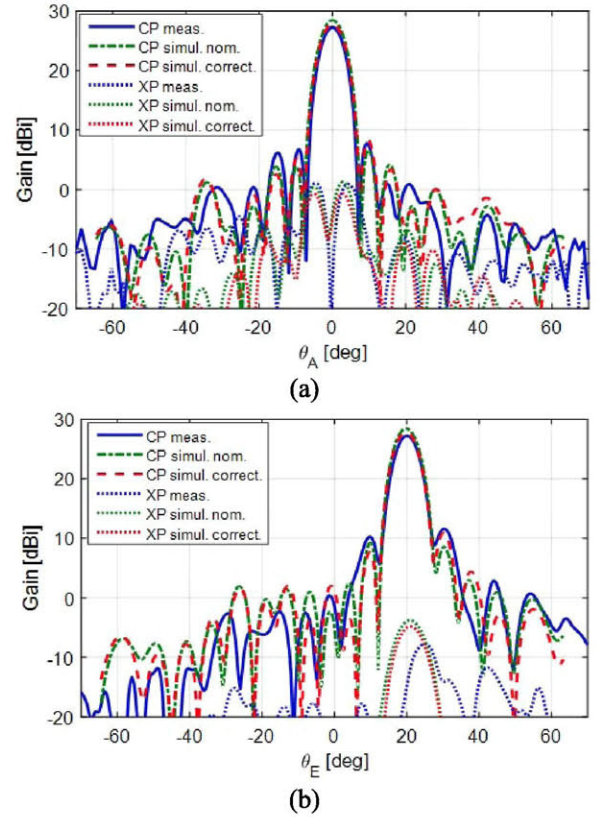 30
20
10
0
-10
-20
Gain [dBi]
CP meas.
CP simul. nom.
CP simul. correct.
XP meas.
XP simul. nom.
XP simul. correct.
-60 -40 -20 0 20 40 60
θ_A [deg]
(a)
30
20
10
0
-10
-20
Gain [dBi]
CP meas.
CP simul. nom.
CP simul. correct.
XP meas.
XP simul. nom.
XP simul. correct.
-60 -40 -20 0 20 40 60
θ_E [deg]
(b)